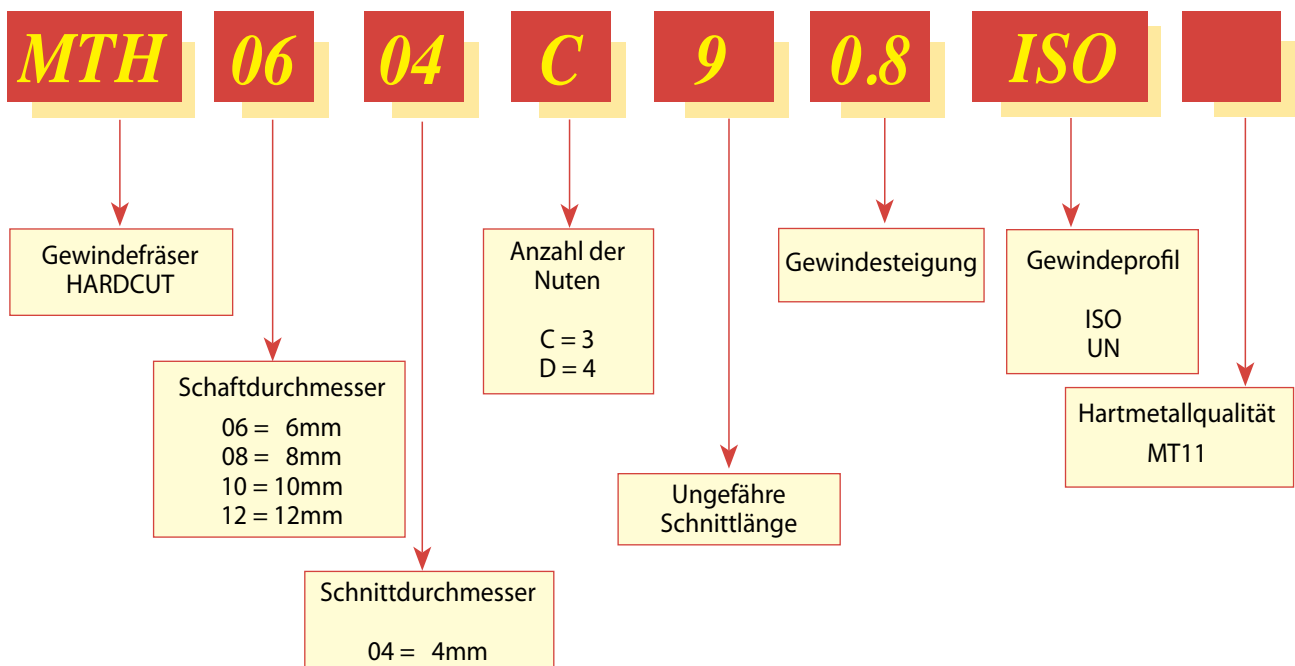 MTH 06 04 C 9 0.8 ISO
Gewindefräser
HARDCUT
Schaftdurchmesser
06 = 6mm
08 = 8mm
10 = 10mm
12 = 12mm
Schnittdurchmesser
04 = 4mm
Anzahl der
Nuten
C = 3
D = 4
Ungefähre
Schnittlänge
Gewindesteigung
Gewindeprofil
ISO
UN
Hartmetallqualität
MT11